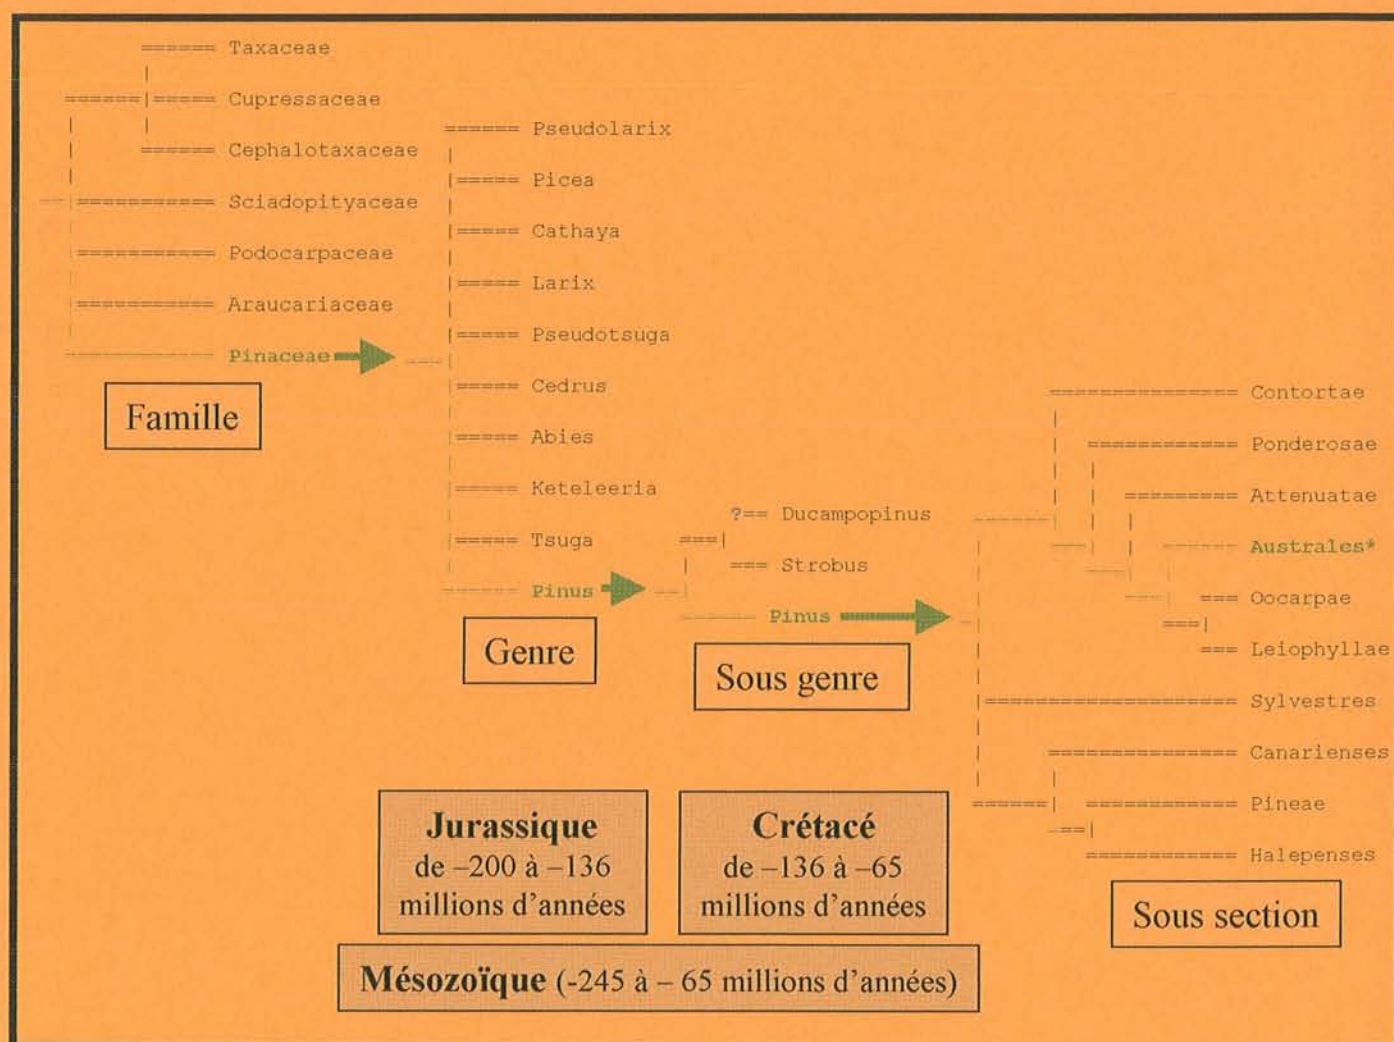 Taxaceae
Cupressaceae
Cephalotaxaceae
Sciadopityaceae
Podocarpaceae
Araucariaceae
Pinaceae
Famille
Pseudolarix
Picea
Cathaya
Larix
Pseudotsuga
Cedrus
Abies
Keteleeria
Tsuga
Pinus
Genre
?== Ducampopinus
Strobus
Pinus
Sous genre
Contortae
Ponderosae
Attenuatae
Australes*
Oocarpae
Leiophyllae
Sylvestres
Canarienses
Pineae
Halepenses
Sous section
Jurassique
de –200 à –136
millions d'années
Crétacé
de –136 à –65
millions d'années
Mésozoïque (-245 à – 65 millions d'années)